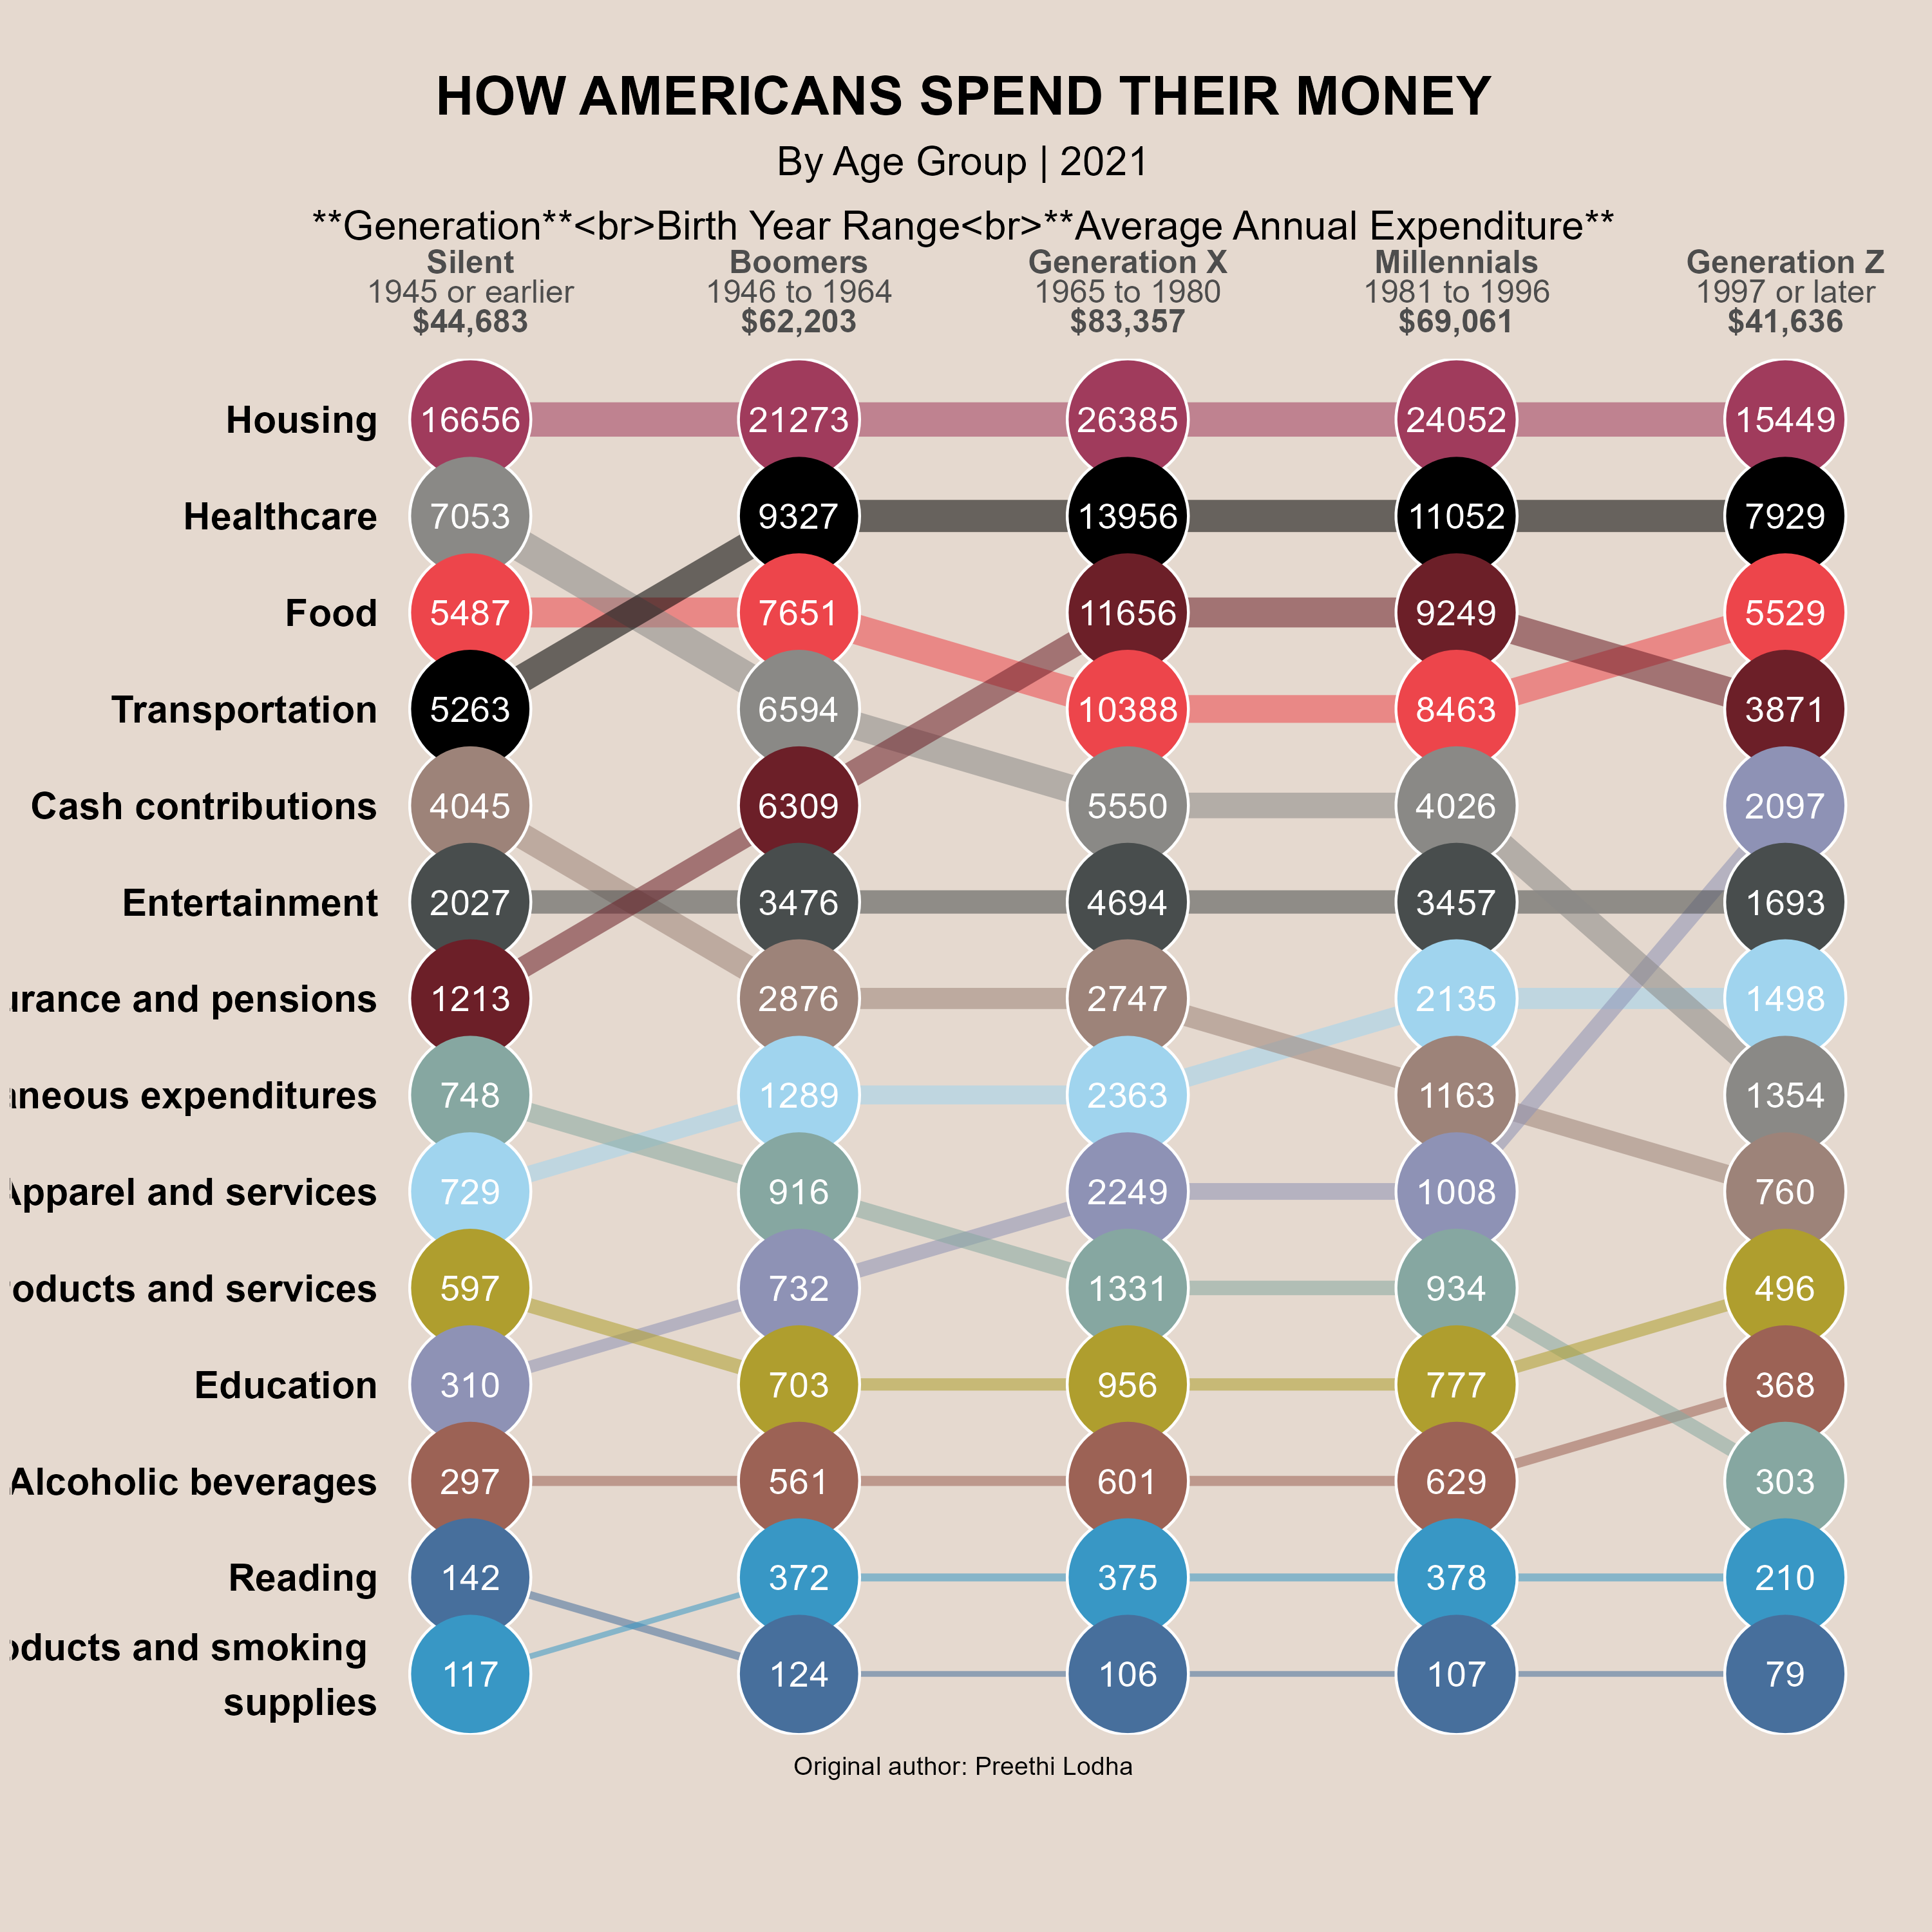 HOW AMERICANS SPEND THEIR MONEY
By Age Group | 2021
**Generation**<br>Birth Year Range<br>**Average Annual Expenditure**
Silent Boomers Generation X Millennials Generation Z
1945 or earlier 1946 to 1964 1965 to 1980 1981 to 1996 1997 or later
$44,683 $62,203 $83,357 $69,061 $41,636
Housing 16656 21273 26385 24052 15449
Healthcare 7053 9327 13956 11052 7929
Food 5487 7651 11656 9249 5529
Transportation 5263 6594 10388 8463 3871
Cash contributions 4045 6309 5550 4026 2097
Entertainment 2027 3476 4694 3457 1693
urance and pensions 1213 2876 2747 2135 1498
neous expenditures 748 1289 2363 1163 1354
Apparel and services 729 916 2249 1008 760
oducts and services 597 732 1331 934 496
Education 310 703 956 777 368
Alcoholic beverages 297 561 601 629 303
Reading 142 372 375 378 210
oducts and smoking
supplies 117 124 106 107 79
Original author: Preethi Lodha